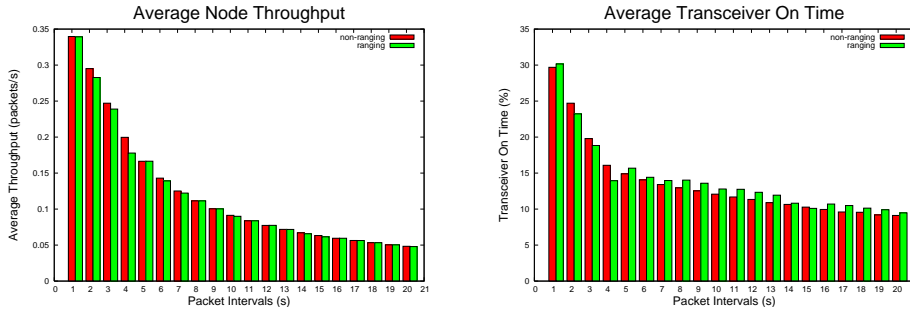 Average Node Throughput
non-ranging
ranging
Average Throughput (packets/s)
0.35
0.3
0.25
0.2
0.15
0.1
0.05
0
0 1 2 3 4 5 6 7 8 9 10 11 12 13 14 15 16 17 18 19 20 21
Packet Intervals (s)
Average Transceiver On Time
non-ranging
ranging
Transceiver On Time (%)
35
30
25
20
15
10
5
0
0 1 2 3 4 5 6 7 8 9 10 11 12 13 14 15 16 17 18 19 20
Packet Intervals (s)